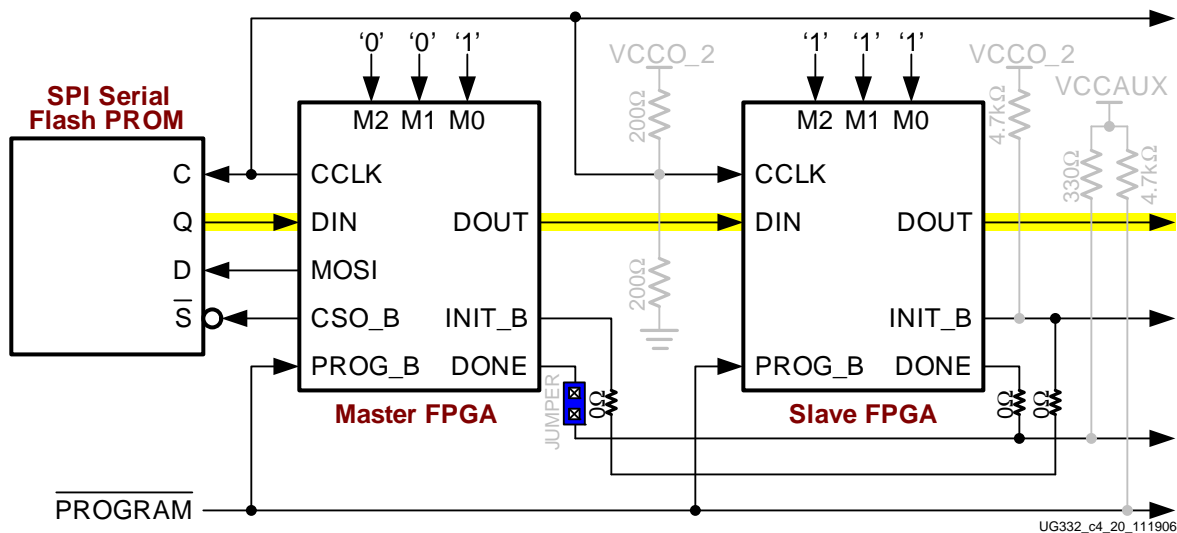 ‘0’ ‘0’ ‘1’
‘1’ ‘1’ ‘1’
VCCO_2
VCCO_2
VCCAUX
SPI Serial
Flash PROM
M2 M1 M0
200Ω
M2 M1 M0
4.7kΩ
330Ω
4.7kΩ
C
CCLK
CCLK
Q
DIN
DOUT
DIN
DOUT
D
MOSI
200Ω
S
CSO_B
INIT_B
INIT_B
PROG_B
DONE
PROG_B
DONE
JUMPER
0Ω
0Ω
0Ω
Master FPGA
Slave FPGA
PROGRAM
UG332_c4_20_111906